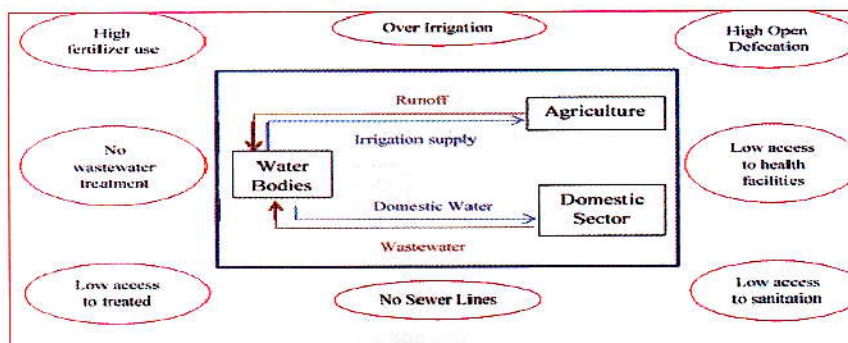 High
fertilizer use
Over Irrigation
High Open
Defecation
Runoff
Agriculture
Irrigation supply
No
wastewater
treatment
Water
Bodies
Low access
to health
facilities
Domestic Water
Domestic
Sector
Wastewater
Low access
to treated
No Sewer Lines
Low access
to sanitation